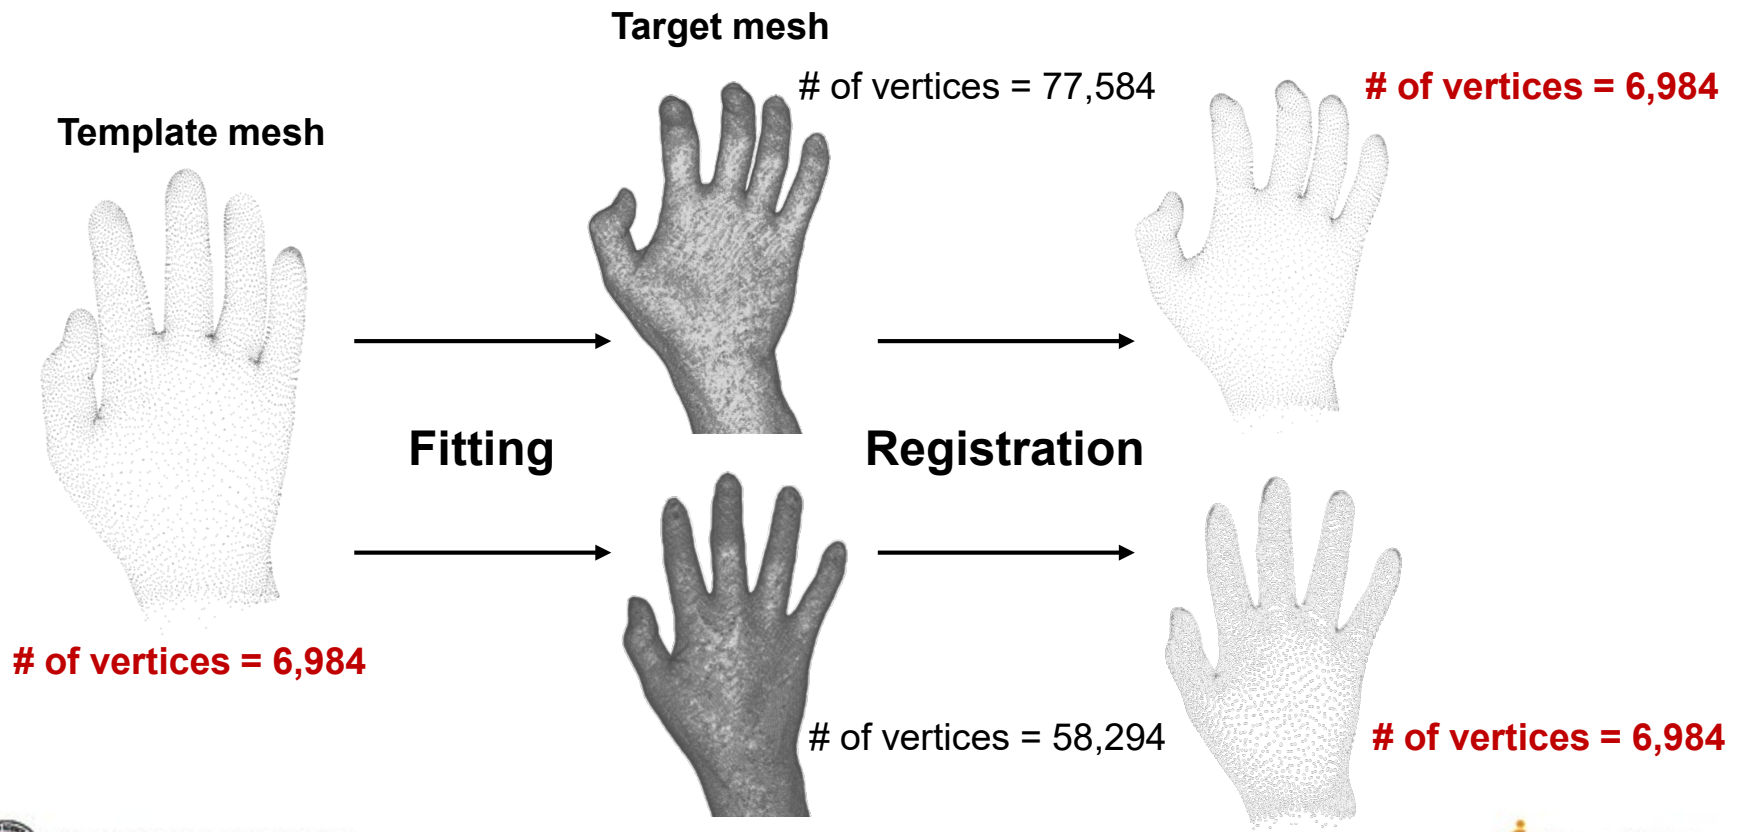 Target mesh
# of vertices = 77,584
# of vertices = 6,984
Template mesh
Fitting
Registration
# of vertices = 6,984
# of vertices = 58,294
# of vertices = 6,984